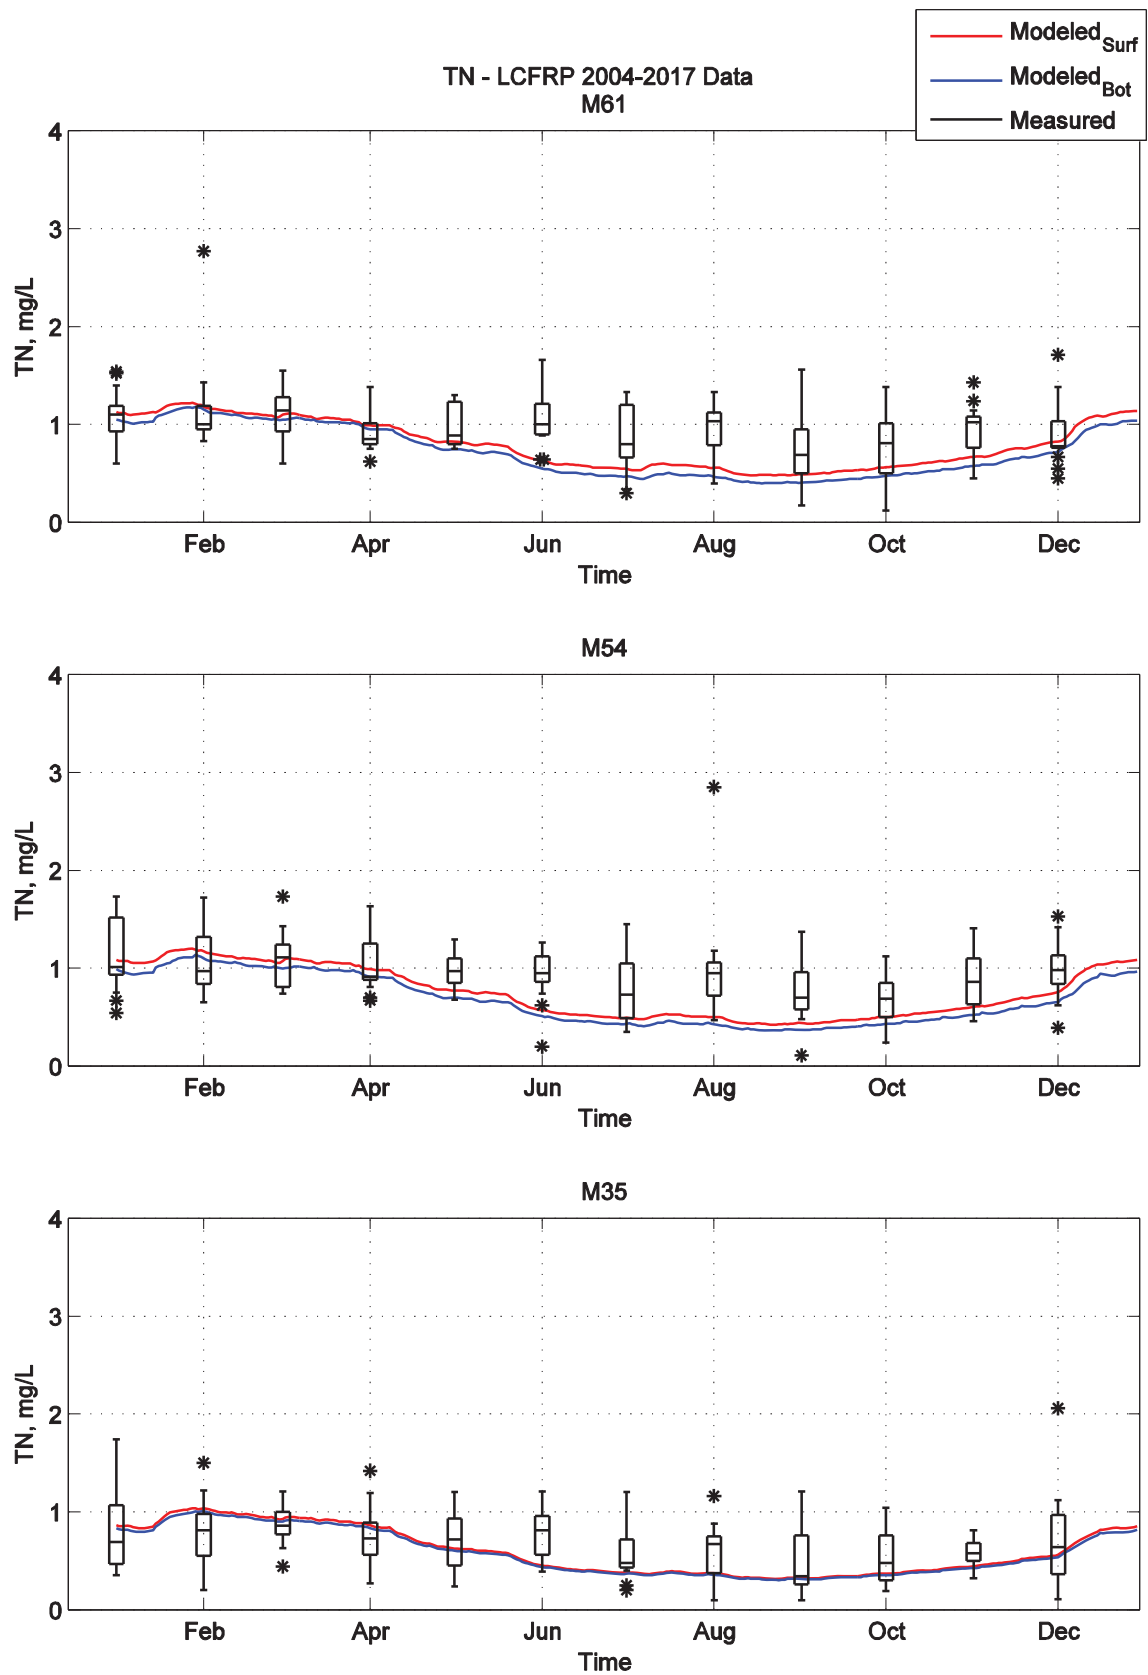 Modeled_Surf
Modeled_Bot
Measured
TN - LCFRP 2004-2017 Data
M61
4
3
2
1
0
TN, mg/L
Feb Apr Jun Aug Oct Dec
Time
M54
4
3
2
1
0
TN, mg/L
Feb Apr Jun Aug Oct Dec
Time
M35
4
3
2
1
0
TN, mg/L
Feb Apr Jun Aug Oct Dec
Time